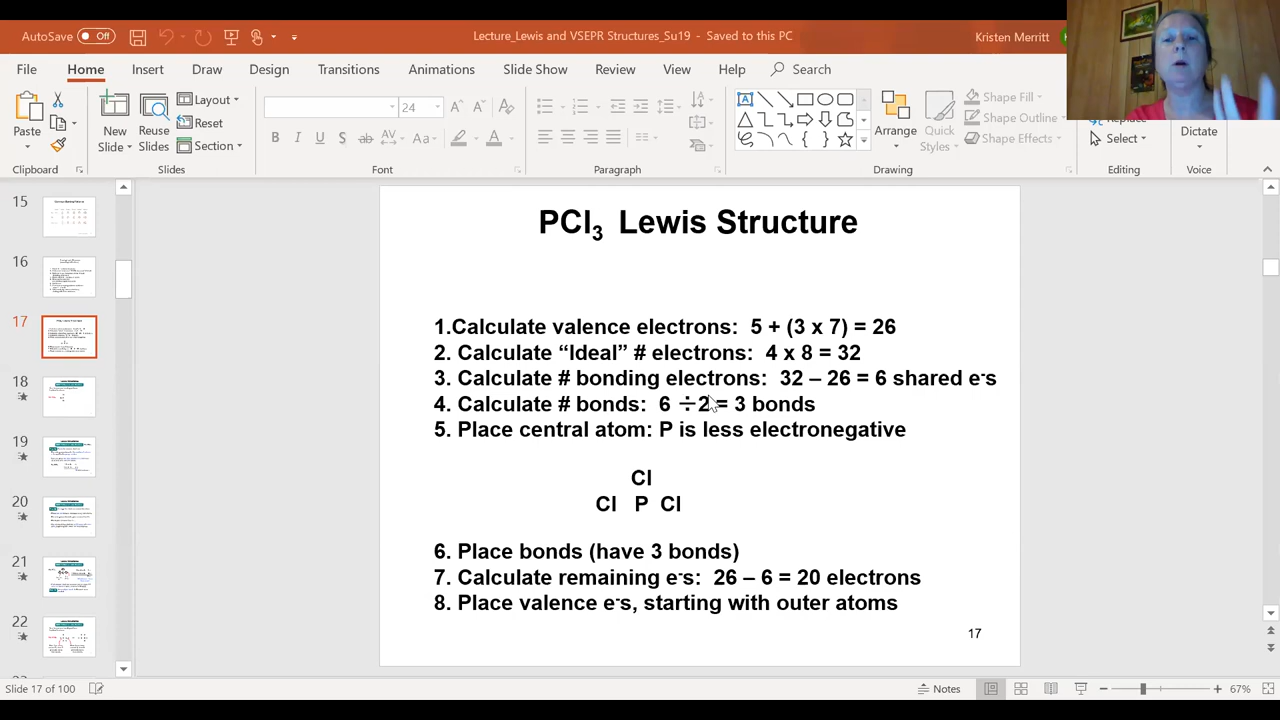 AutoSave Off
Lecture_Lewis and VSEPR Structures_Su19 - Saved to this PC
Kristen Merritt
File Home Insert Draw Design Transitions Animations Slide Show Review View Help Search
Paste
New Slide
Reuse Slides
Layout
Reset
Section
24
B I U S ab AV Aa A
Arrange
Quick Styles
Shape Fill
Shape Outline
Shape Effects
Select
Dictate
Clipboard Slides Font Paragraph Drawing Editing Voice
15
16
17
18
19
20
21
22
PCl3 Lewis Structure
1.Calculate valence electrons: 5 + (3 x 7) = 26
2. Calculate “Ideal” # electrons: 4 x 8 = 32
3. Calculate # bonding electrons: 32 – 26 = 6 shared e-s
4. Calculate # bonds: 6 ÷2 = 3 bonds
5. Place central atom: P is less electronegative
Cl
Cl P Cl
6. Place bonds (have 3 bonds)
7. Calculate remaining e-s: 26 – 6 = 20 electrons
8. Place valence e-s, starting with outer atoms
17
Slide 17 of 100
Notes
67%